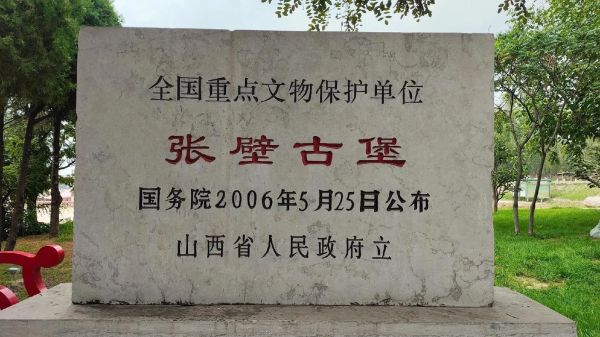 全国重点文物保护单位
张壁古堡
国务院2006年5月25日公布
山西省人民政府立